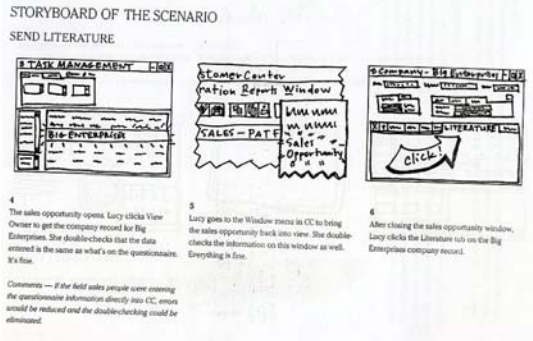 STORYBOARD OF THE SCENARIO
SEND LITERATURE
TASK MANAGEMENT
BIG ENTERPRISES
stomer Center
ration Reports Window
SALES - PATF
Sales
Opportunity
Company - Big Enterprises
LITERATURE
Click!
4
The sales opportunity opens. Lucy clicks View
Owner to get the company record for Big
Enterprises. She double-checks that the data
entered is the same as what's on the questionnaire.
It's fine.
Comments — If the field sales people were entering
the questionnaire information directly into CC, errors
would be reduced and the double-checking could be
eliminated.
5
Lucy goes to the Window menu in CC to bring
the sales opportunity back into view. She double-
checks the information on this window as well.
Everything is fine.
6
After closing the sales opportunity window,
Lucy clicks the Literature tab on the Big
Enterprises company record.